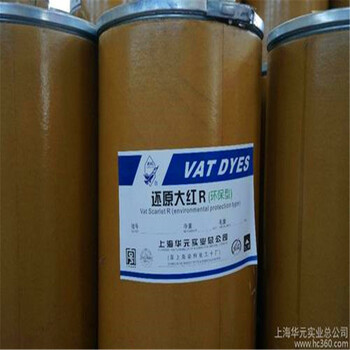 VAT DYES
还原大红R(环保型)
Vat Scarlet R (environmental protection type)
上海华元实业总公司
上海华元实业总公司
www.hc360.com